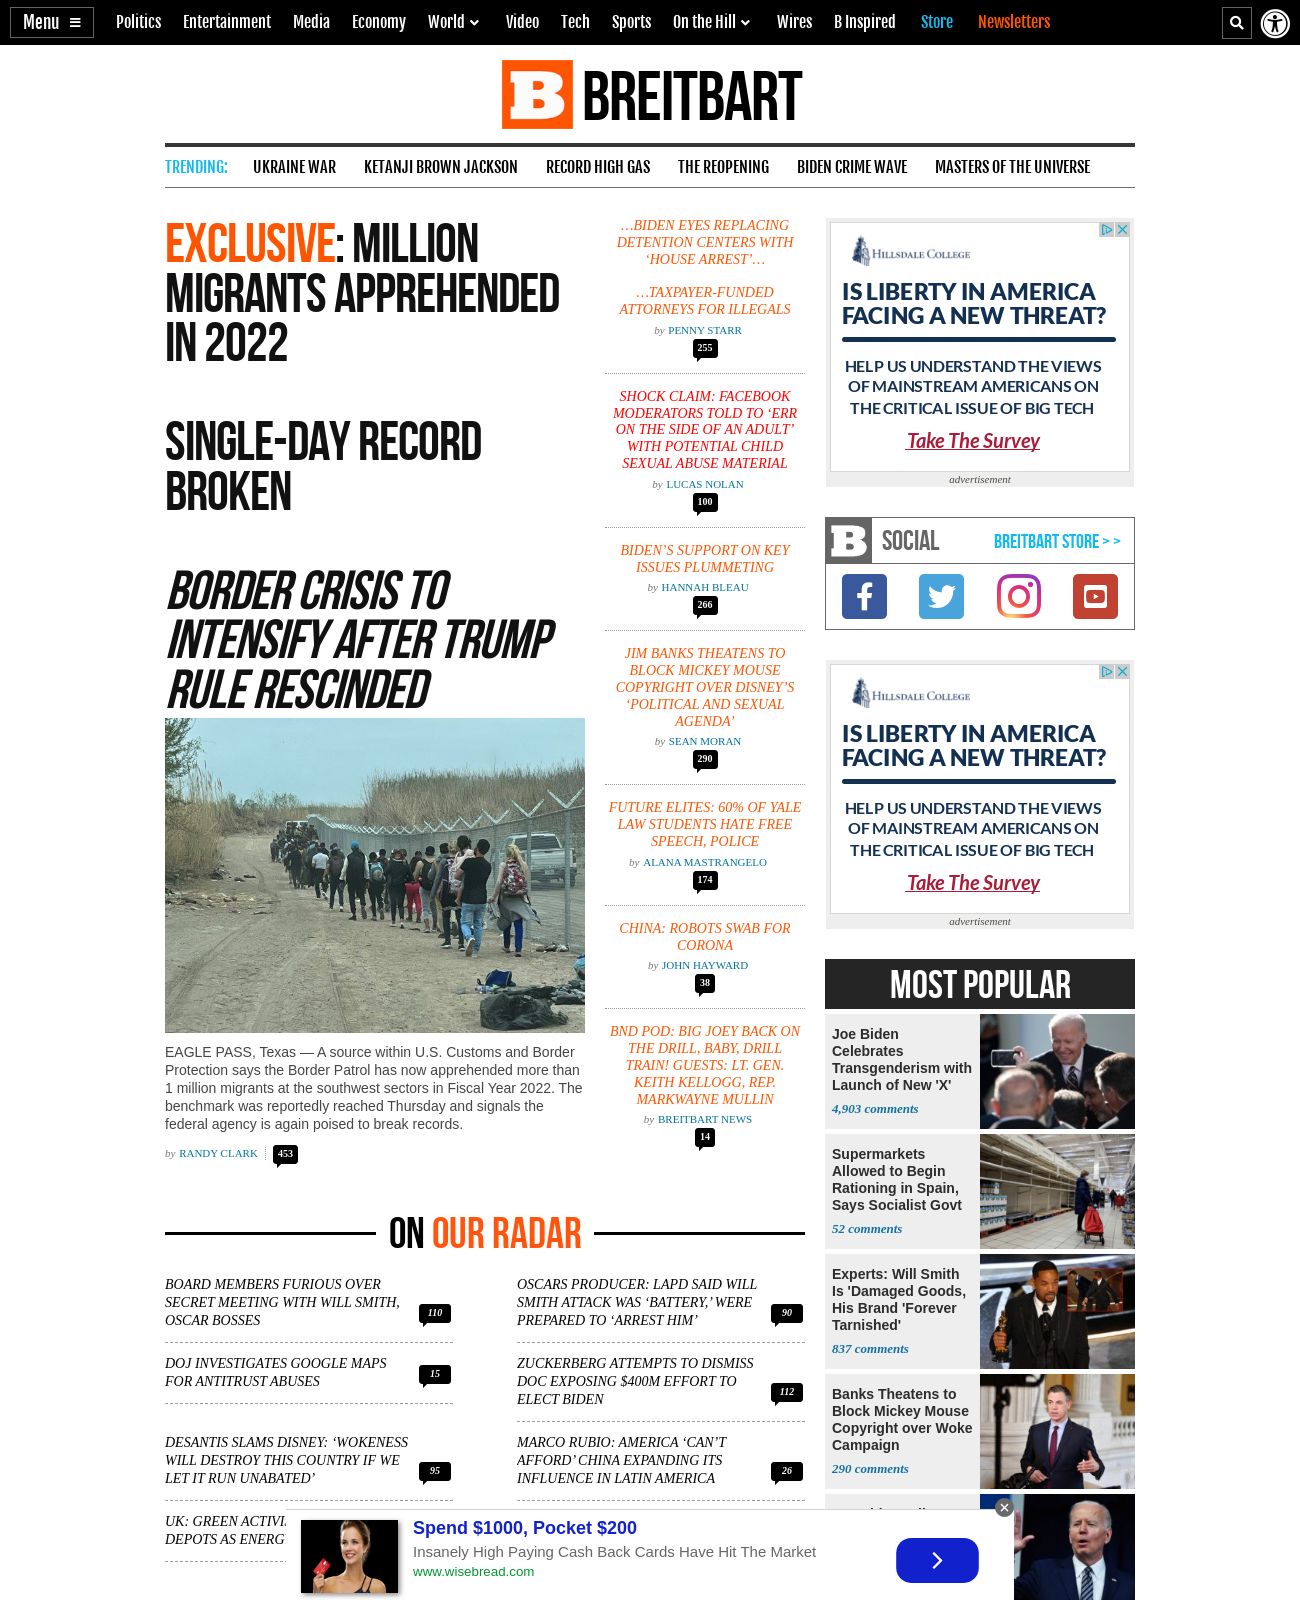 Menu
Politics
Entertainment
Media
Economy
World
Video
Tech
Sports
On the Hill
Wires
B Inspired
Store
Newsletters
B BREITBART
TRENDING:
UKRAINE WAR
KETANJI BROWN JACKSON
RECORD HIGH GAS
THE REOPENING
BIDEN CRIME WAVE
MASTERS OF THE UNIVERSE
EXCLUSIVE: MILLION
MIGRANTS APPREHENDED
IN 2022
SINGLE-DAY RECORD
BROKEN
BORDER CRISIS TO
INTENSIFY AFTER TRUMP
RULE RESCINDED
EAGLE PASS, Texas — A source within U.S. Customs and Border
Protection says the Border Patrol has now apprehended more than
1 million migrants at the southwest sectors in Fiscal Year 2022. The
benchmark was reportedly reached Thursday and signals the
federal agency is again poised to break records.
by RANDY CLARK
453
…BIDEN EYES REPLACING
DETENTION CENTERS WITH
‘HOUSE ARREST’…
…TAXPAYER-FUNDED
ATTORNEYS FOR ILLEGALS
by PENNY STARR
255
SHOCK CLAIM: FACEBOOK
MODERATORS TOLD TO ‘ERR
ON THE SIDE OF AN ADULT’
WITH POTENTIAL CHILD
SEXUAL ABUSE MATERIAL
by LUCAS NOLAN
100
BIDEN’S SUPPORT ON KEY
ISSUES PLUMMETING
by HANNAH BLEAU
266
JIM BANKS THEATENS TO
BLOCK MICKEY MOUSE
COPYRIGHT OVER DISNEY’S
‘POLITICAL AND SEXUAL
AGENDA’
by SEAN MORAN
290
FUTURE ELITES: 60% OF YALE
LAW STUDENTS HATE FREE
SPEECH, POLICE
by ALANA MASTRANGELO
174
CHINA: ROBOTS SWAB FOR
CORONA
by JOHN HAYWARD
38
BND POD: BIG JOEY BACK ON
THE DRILL, BABY, DRILL
TRAIN! GUESTS: LT. GEN.
KEITH KELLOGG, REP.
MARKWAYNE MULLIN
by BREITBART NEWS
14
HILLSDALE COLLEGE
IS LIBERTY IN AMERICA
FACING A NEW THREAT?
HELP US UNDERSTAND THE VIEWS
OF MAINSTREAM AMERICANS ON
THE CRITICAL ISSUE OF BIG TECH
Take The Survey
advertisement
B SOCIAL
BREITBART STORE > >
HILLSDALE COLLEGE
IS LIBERTY IN AMERICA
FACING A NEW THREAT?
HELP US UNDERSTAND THE VIEWS
OF MAINSTREAM AMERICANS ON
THE CRITICAL ISSUE OF BIG TECH
Take The Survey
advertisement
MOST POPULAR
Joe Biden
Celebrates
Transgenderism with
Launch of New 'X'
4,903 comments
Supermarkets
Allowed to Begin
Rationing in Spain,
Says Socialist Govt
52 comments
Experts: Will Smith
Is 'Damaged Goods,
His Brand 'Forever
Tarnished'
837 comments
Banks Theatens to
Block Mickey Mouse
Copyright over Woke
Campaign
290 comments
ON OUR RADAR
BOARD MEMBERS FURIOUS OVER
SECRET MEETING WITH WILL SMITH,
OSCAR BOSSES
110
OSCARS PRODUCER: LAPD SAID WILL
SMITH ATTACK WAS ‘BATTERY,’ WERE
PREPARED TO ‘ARREST HIM’
90
DOJ INVESTIGATES GOOGLE MAPS
FOR ANTITRUST ABUSES
15
ZUCKERBERG ATTEMPTS TO DISMISS
DOC EXPOSING $400M EFFORT TO
ELECT BIDEN
112
DESANTIS SLAMS DISNEY: ‘WOKENESS
WILL DESTROY THIS COUNTRY IF WE
LET IT RUN UNABATED’
95
MARCO RUBIO: AMERICA ‘CAN’T
AFFORD’ CHINA EXPANDING ITS
INFLUENCE IN LATIN AMERICA
26
UK: GREEN
DEPOTS AS
Spend $1000, Pocket $200
Insanely High Paying Cash Back Cards Have Hit The Market
www.wisebread.com